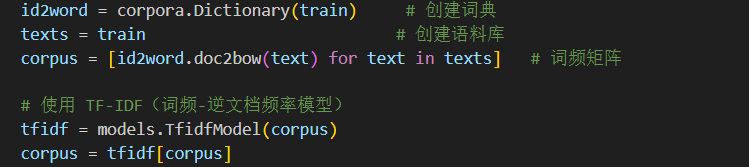 id2word = corpora.Dictionary(train) # 创建词典
texts = train # 创建语料库
corpus = [id2word.doc2bow(text) for text in texts] # 词频矩阵
# 使用 TF-IDF（词频-逆文档频率模型）
tfidf = models.TfidfModel(corpus)
corpus = tfidf[corpus]